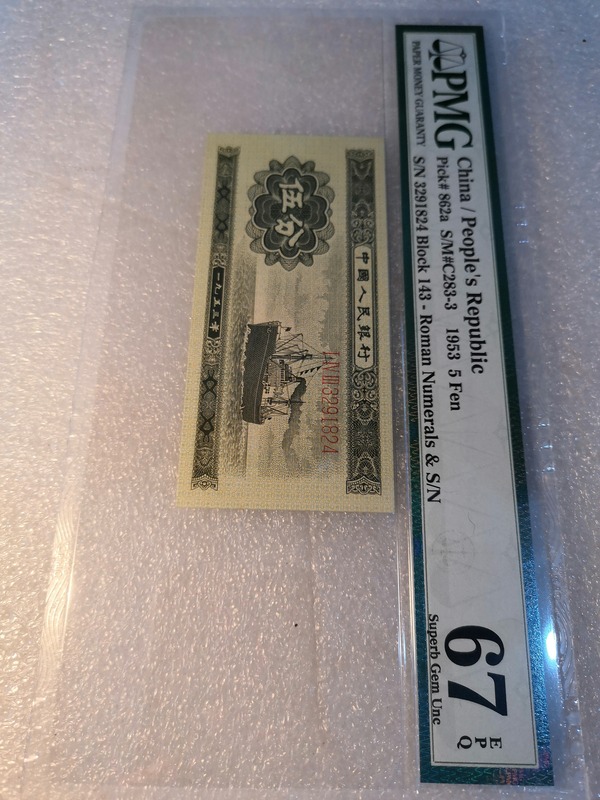 PMG
PAPER MONEY GUARANTY
China / People's Republic
Pick# 862a S/M#C283-3 1953 5 Fen
S/N 3291824 Block 143 - Roman Numerals & S/N
67
EPQ
Superb Gem Unc
中國人民銀行
伍分
I IV III 3291824
一九五三年